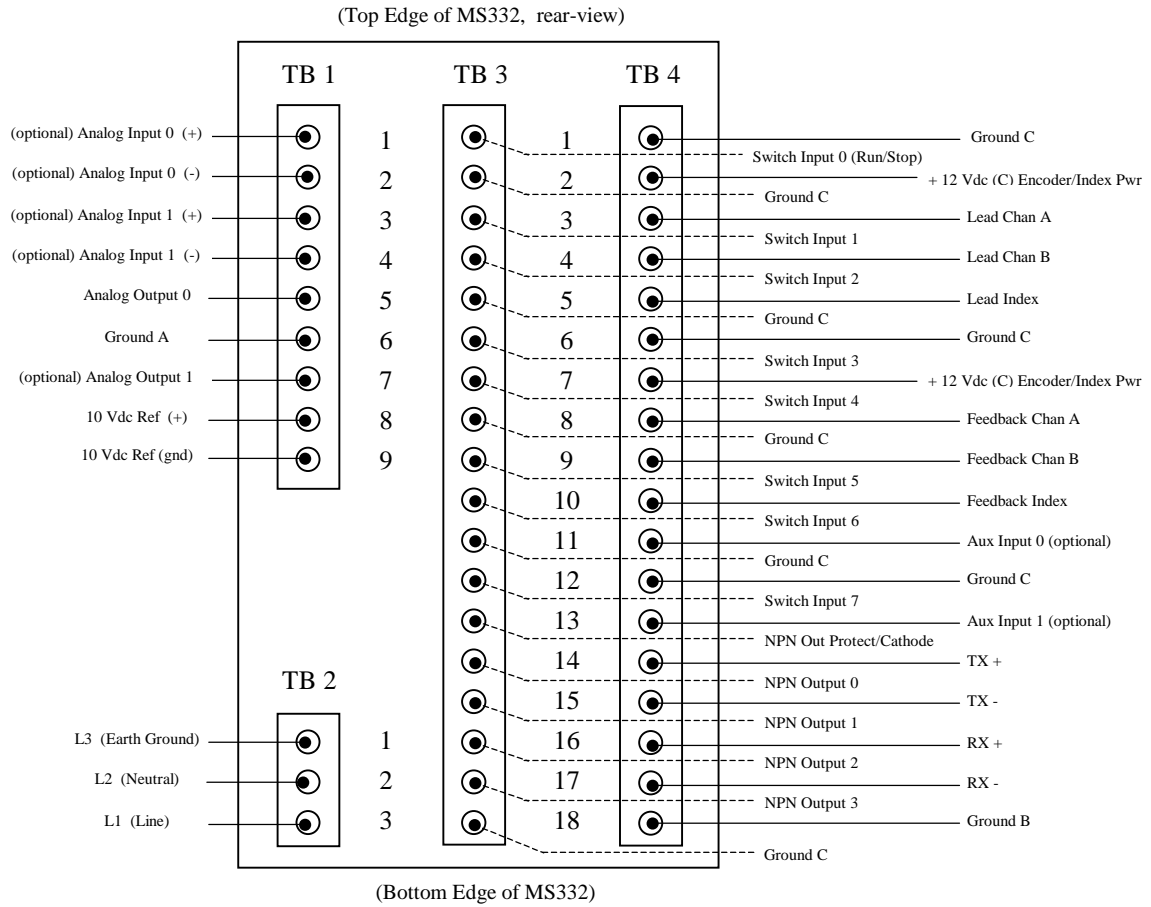 (Top Edge of MS332, rear-view)
TB 1
TB 3
TB 4
(optional) Analog Input 0 (+)
1
1
Ground C
Switch Input 0 (Run/Stop)
(optional) Analog Input 0 (-)
2
2
+ 12 Vdc (C) Encoder/Index Pwr
Ground C
(optional) Analog Input 1 (+)
3
3
Lead Chan A
Switch Input 1
(optional) Analog Input 1 (-)
4
4
Lead Chan B
Switch Input 2
Analog Output 0
5
5
Lead Index
Ground C
Ground A
6
6
Ground C
Switch Input 3
(optional) Analog Output 1
7
7
+ 12 Vdc (C) Encoder/Index Pwr
Switch Input 4
10 Vdc Ref (+)
8
8
Feedback Chan A
Ground C
10 Vdc Ref (gnd)
9
9
Feedback Chan B
Switch Input 5
10
Feedback Index
Switch Input 6
11
Aux Input 0 (optional)
Ground C
12
Ground C
Switch Input 7
13
Aux Input 1 (optional)
NPN Out Protect/Cathode
14
TX +
TB 2
NPN Output 0
15
TX -
NPN Output 1
L3 (Earth Ground)
1
16
RX +
NPN Output 2
L2 (Neutral)
2
17
RX -
NPN Output 3
L1 (Line)
3
18
Ground B
Ground C
(Bottom Edge of MS332)